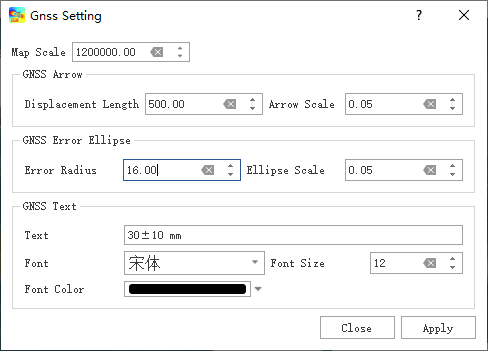 Gnss Setting
Map Scale 1200000.00
GNSS Arrow
Displacement Length 500.00 Arrow Scale 0.05
GNSS Error Ellipse
Error Radius 16.00 Ellipse Scale 0.05
GNSS Text
Text 30±10 mm
Font 宋体 Font Size 12
Font Color
Close Apply